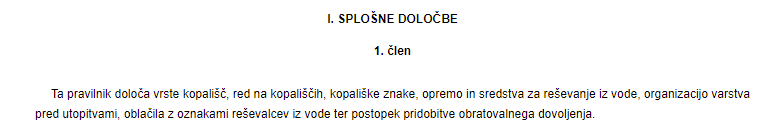 I. SPLOŠNE DOLOČBE
1. člen
Ta pravilnik določa vrste kopališč, red na kopališčih, kopališke znake, opremo in sredstva za reševanje iz vode, organizacijo varstva
pred utopitvami, oblačila z oznakami reševalcev iz vode ter postopek pridobitve obratovalnega dovoljenja.